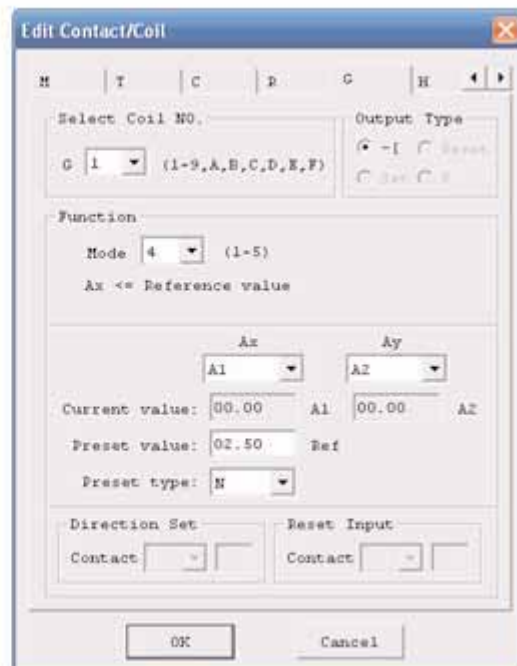 Edit Contact/Coil
M T C R G H
Select Coil NO.
G 1 (1-9,A,B,C,D,E,F)
Output Type
-[ Reset
Set P
Function
Mode 4 (1-5)
Ax <= Reference value
Ax Ay
A1 A2
Current value: 00.00 A1 00.00 A2
Preset value: 02.50 Ref
Preset type: N
Direction Set
Contact
Reset Input
Contact
OK Cancel